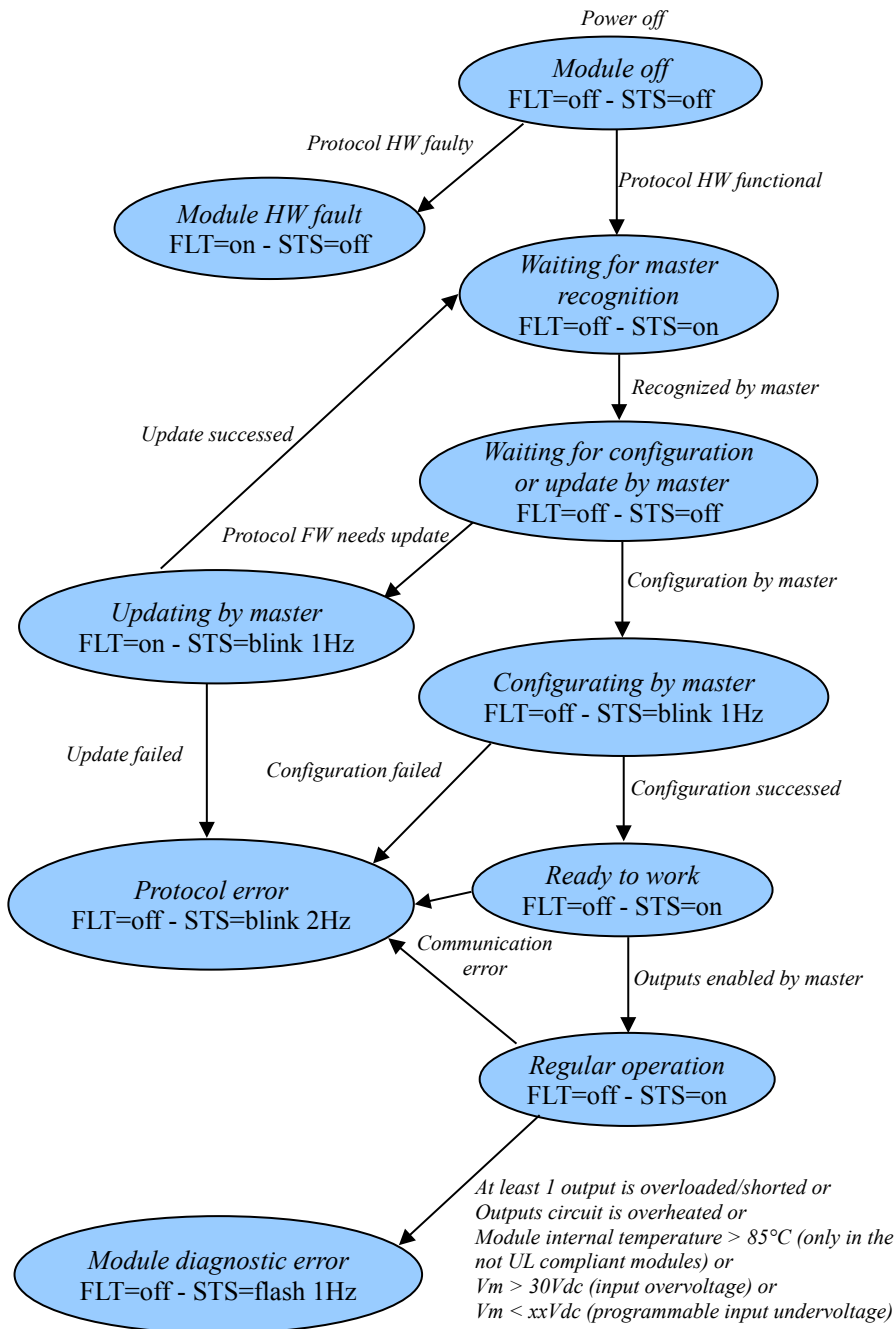 Power off
Module off
FLT=off - STS=off
Protocol HW faulty
Protocol HW functional
Module HW fault
FLT=on - STS=off
Waiting for master
recognition
FLT=off - STS=on
Recognized by master
Update successed
Waiting for configuration
or update by master
FLT=off - STS=off
Protocol FW needs update
Configuration by master
Updating by master
FLT=on - STS=blink 1Hz
Configurating by master
FLT=off - STS=blink 1Hz
Update failed
Configuration failed
Configuration successed
Protocol error
FLT=off - STS=blink 2Hz
Ready to work
FLT=off - STS=on
Communication
error
Outputs enabled by master
Regular operation
FLT=off - STS=on
At least 1 output is overloaded/shorted or
Outputs circuit is overheated or
Module internal temperature > 85°C (only in the
not UL compliant modules) or
Vm > 30Vdc (input overvoltage) or
Vm < xxVdc (programmable input undervoltage)
Module diagnostic error
FLT=off - STS=flash 1Hz